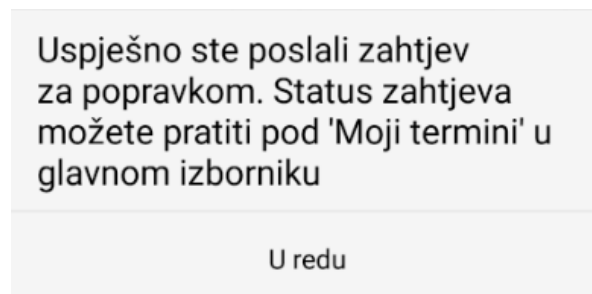 Uspješno ste poslali zahtjev
za popravkom. Status zahtjeva
možete pratiti pod 'Moji termini' u
glavnom izborniku
U redu